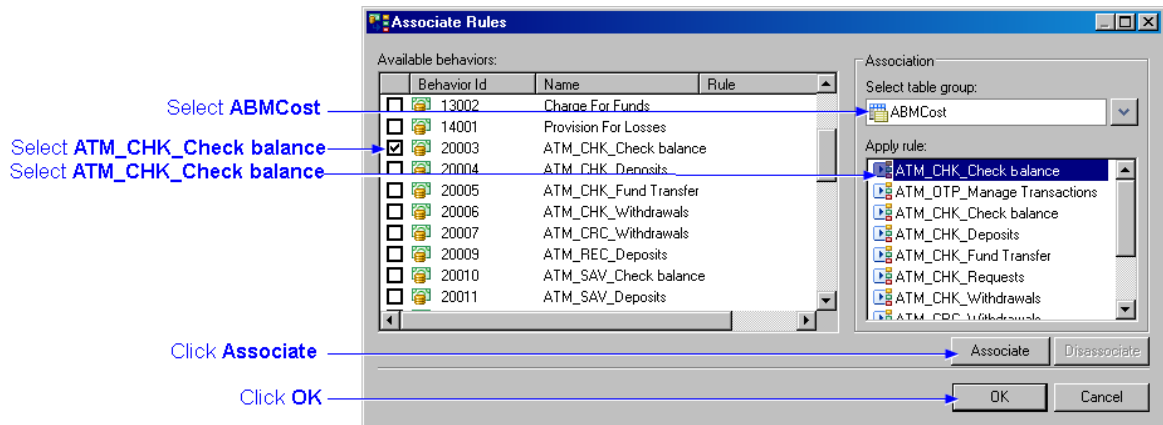 Associate Rules
Available behaviors:
Behavior Id Name Rule
13002 Charge For Funds
14001 Provision For Losses
20003 ATM_CHK_Check balance
20004 ATM_CHK_Deposits
20005 ATM_CHK_Fund Transfer
20006 ATM_CHK_Withdrawals
20007 ATM_CRC_Withdrawals
20009 ATM_REC_Deposits
20010 ATM_SAV_Check balance
20011 ATM_SAV_Deposits
Association
Select table group:
ABMCost
Apply rule:
ATM_CHK_Check balance
ATM_OTP_Manage Transactions
ATM_CHK_Check balance
ATM_CHK_Deposits
ATM_CHK_Fund Transfer
ATM_CHK_Requests
ATM_CHK_Withdrawals
ATM_CRC_Withdrawals
Associate Disassociate
OK Cancel
Select ABMCost
Select ATM_CHK_Check balance
Select ATM_CHK_Check balance
Click Associate
Click OK